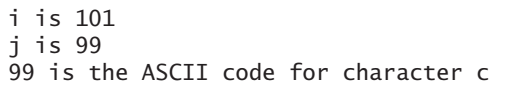 i is 101
j is 99
99 is the ASCII code for character c